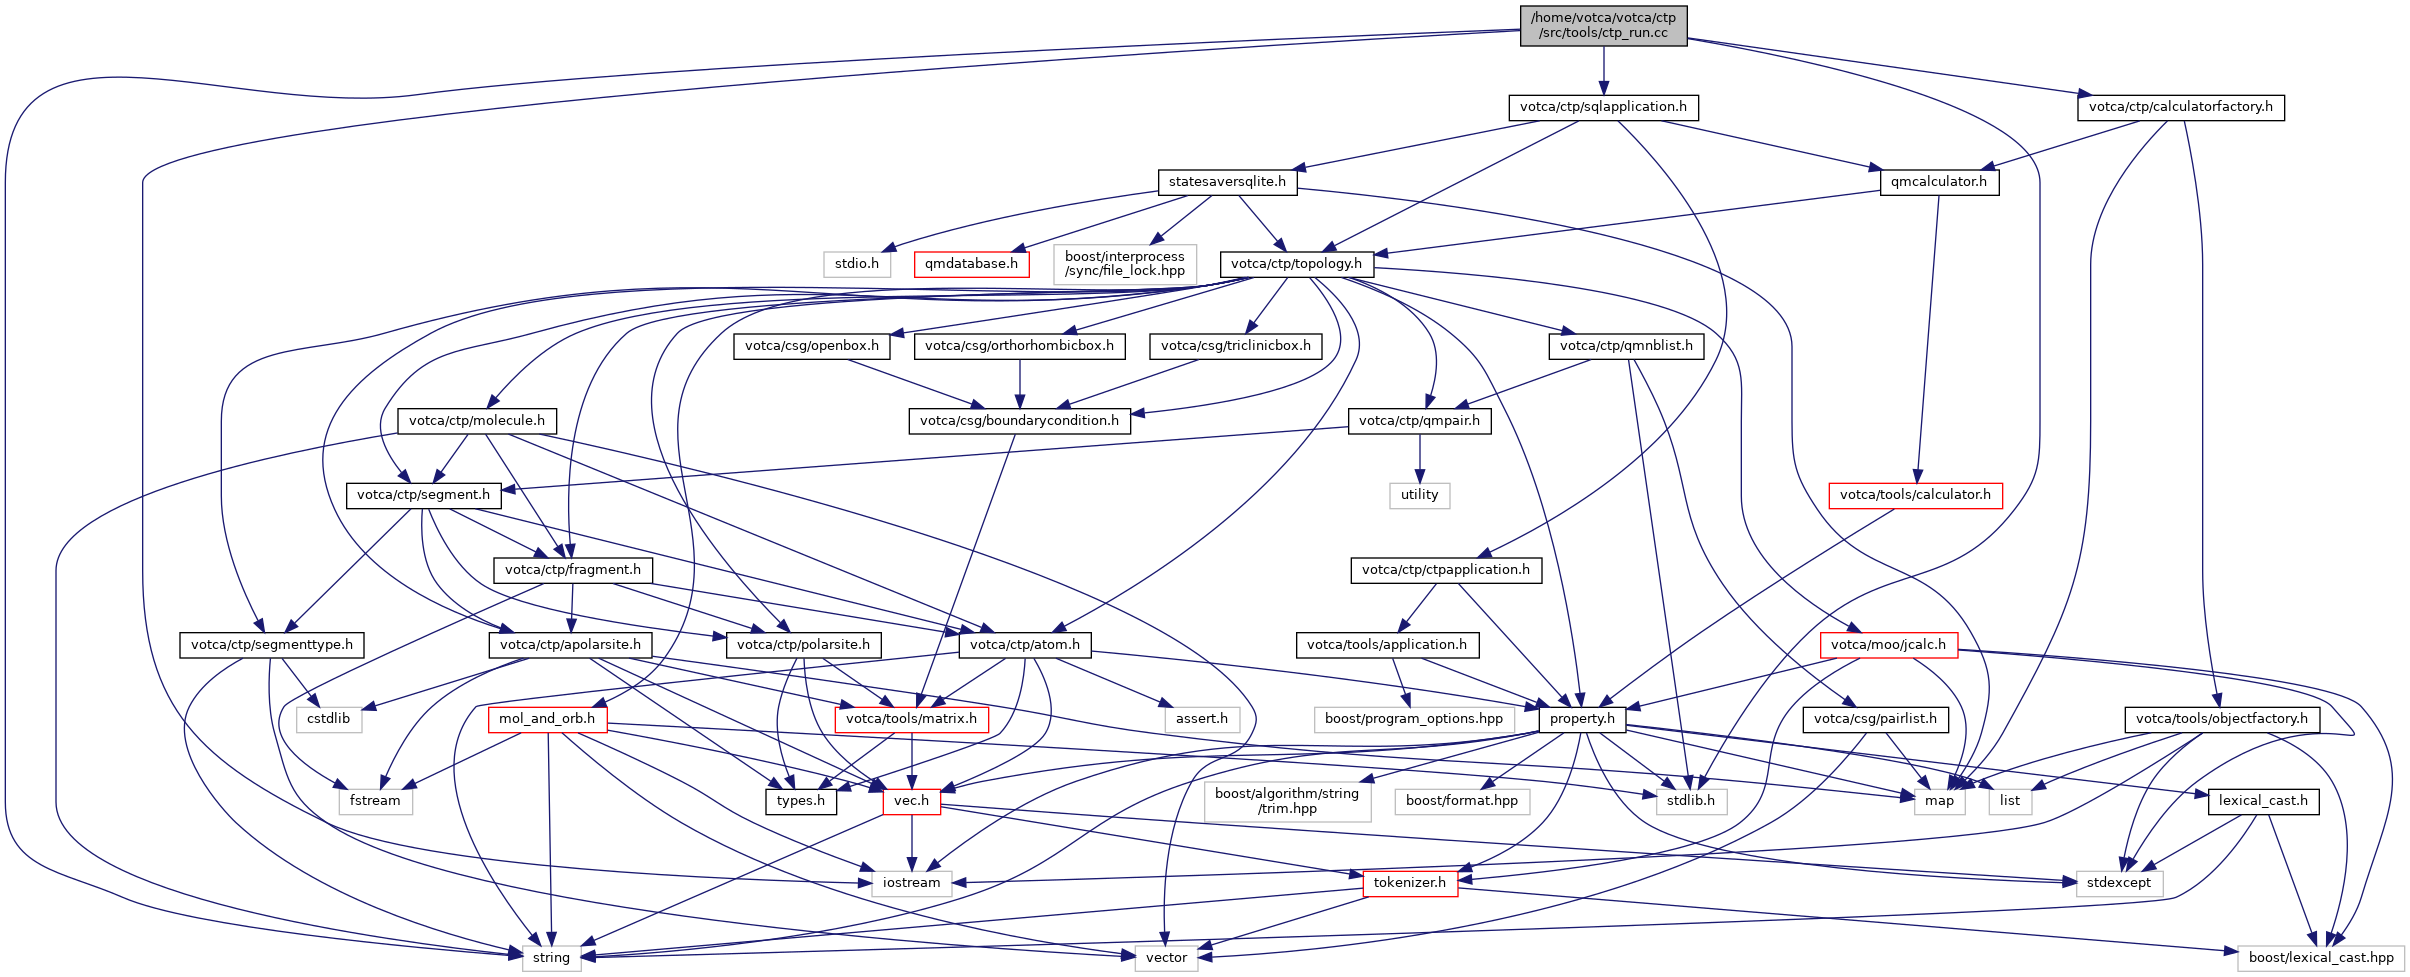 /home/votca/votca/ctp
/src/tools/ctp_run.cc
votca/ctp/sqlapplication.h
votca/ctp/calculatorfactory.h
statesaversqlite.h
qmcalculator.h
stdio.h
qmdatabase.h
boost/interprocess
/sync/file_lock.hpp
votca/ctp/topology.h
votca/csg/openbox.h
votca/csg/orthorhombicbox.h
votca/csg/triclinicbox.h
votca/ctp/qmnblist.h
votca/ctp/molecule.h
votca/csg/boundarycondition.h
votca/ctp/qmpair.h
votca/ctp/segment.h
utility
votca/tools/calculator.h
votca/ctp/fragment.h
votca/ctp/ctpapplication.h
votca/ctp/segmenttype.h
votca/ctp/apolarsite.h
votca/ctp/polarsite.h
votca/ctp/atom.h
votca/tools/application.h
votca/moo/jcalc.h
cstdlib
mol_and_orb.h
votca/tools/matrix.h
assert.h
boost/program_options.hpp
property.h
votca/csg/pairlist.h
votca/tools/objectfactory.h
fstream
types.h
vec.h
boost/algorithm/string
/trim.hpp
boost/format.hpp
stdlib.h
map
list
lexical_cast.h
iostream
tokenizer.h
stdexcept
string
vector
boost/lexical_cast.hpp